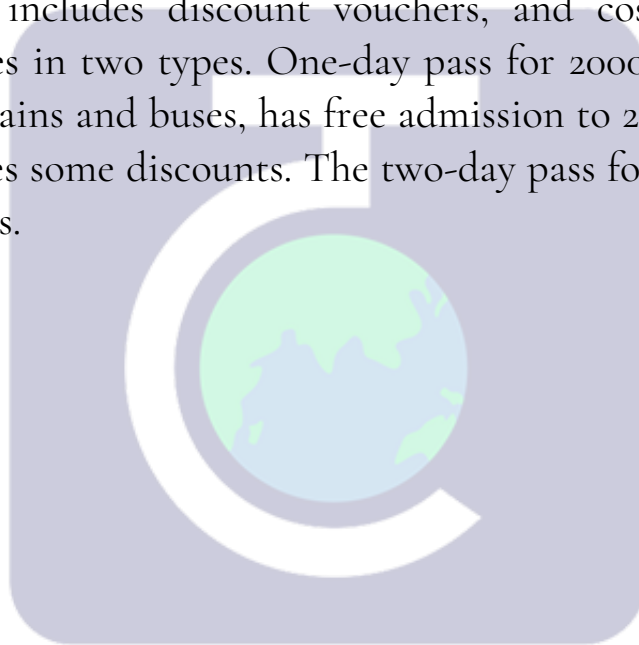 includes discount vouchers, and
in two types. One-day pass for 2000
and buses, has free admission to
some discounts. The two-day pass